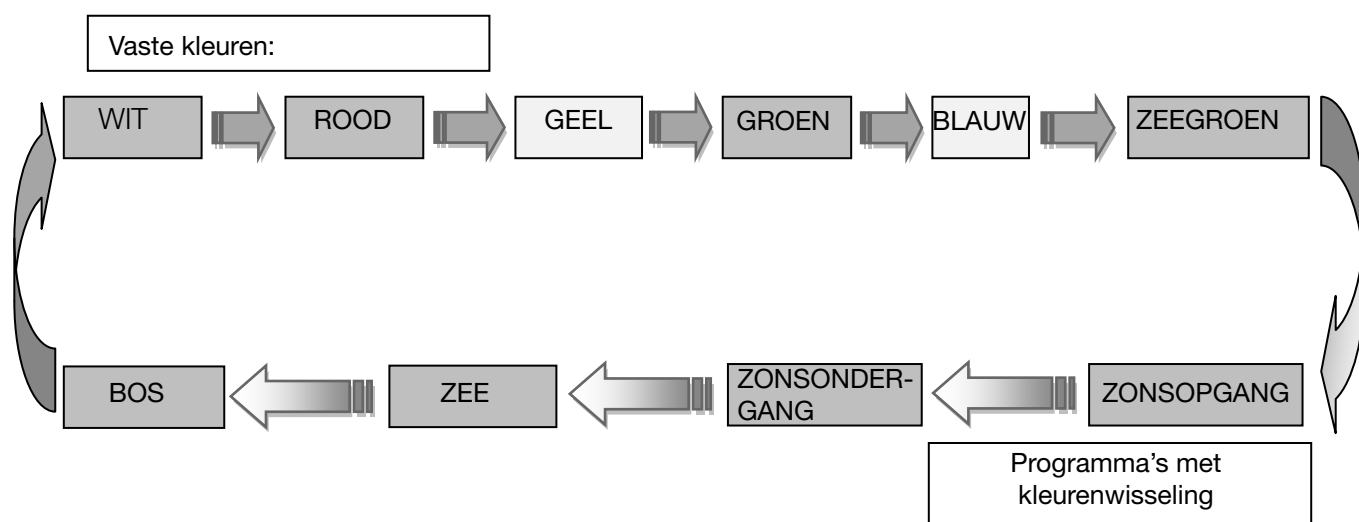 Vaste kleuren:
WIT
ROOD
GEEL
GROEN
BLAUW
ZEEGROEN
BOS
ZEE
ZONSONDER-
GANG
ZONSOPGANG
Programma's met
kleurenwisseling